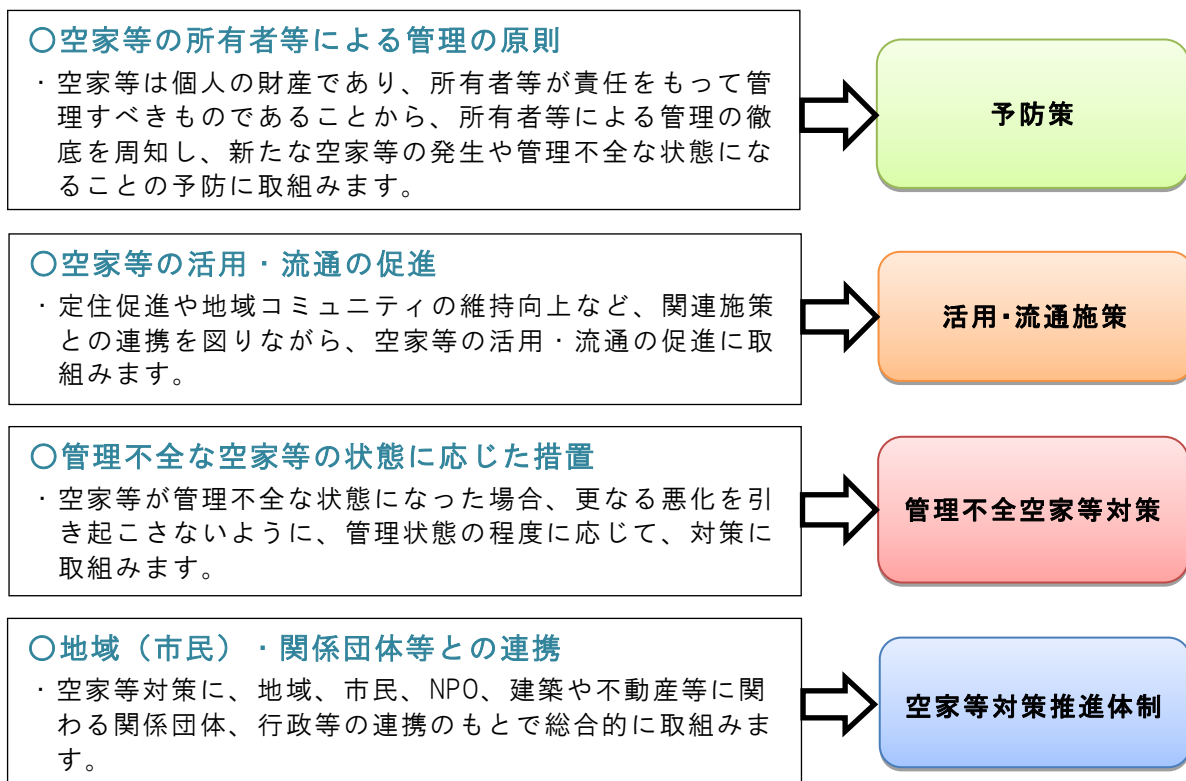 〇空家等の所有者等による管理の原則
・空家等は個人の財産であり、所有者等が責任をもって管
理すべきものであることから、所有者等による管理の徹
底を周知し、新たな空家等の発生や管理不全な状態にな
ることの予防に取組みます。
予防策
〇空家等の活用・流通の促進
・定住促進や地域コミュニティの維持向上など、関連施策
との連携を図りながら、空家等の活用・流通の促進に取
組みます。
活用・流通施策
〇管理不全な空家等の状態に応じた措置
・空家等が管理不全な状態になった場合、更なる悪化を引
き起こさないように、管理状態の程度に応じて、対策に
取組みます。
管理不全空家等対策
〇地域（市民）・関係団体等との連携
・空家等対策に、地域、市民、NPO、建築や不動産等に関
わる関係団体、行政等の連携のもとで総合的に取組みま
す。
空家等対策推進体制